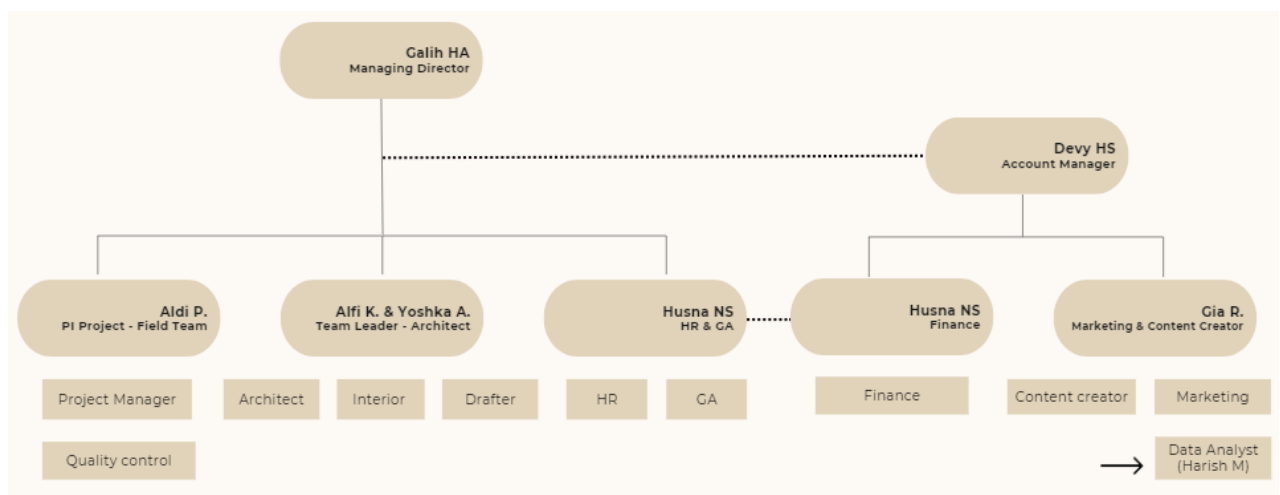 Galih HA
Managing Director
Devy HS
Account Manager
Aldi P.
PI Project - Field Team
Alfi K. & Yoshka A.
Team Leader - Architect
Husna NS
HR & GA
Husna NS
Finance
Gia R.
Marketing & Content Creator
Project Manager
Architect
Interior
Drafter
HR
GA
Finance
Content creator
Marketing
Quality control
Data Analyst
(Harish M)